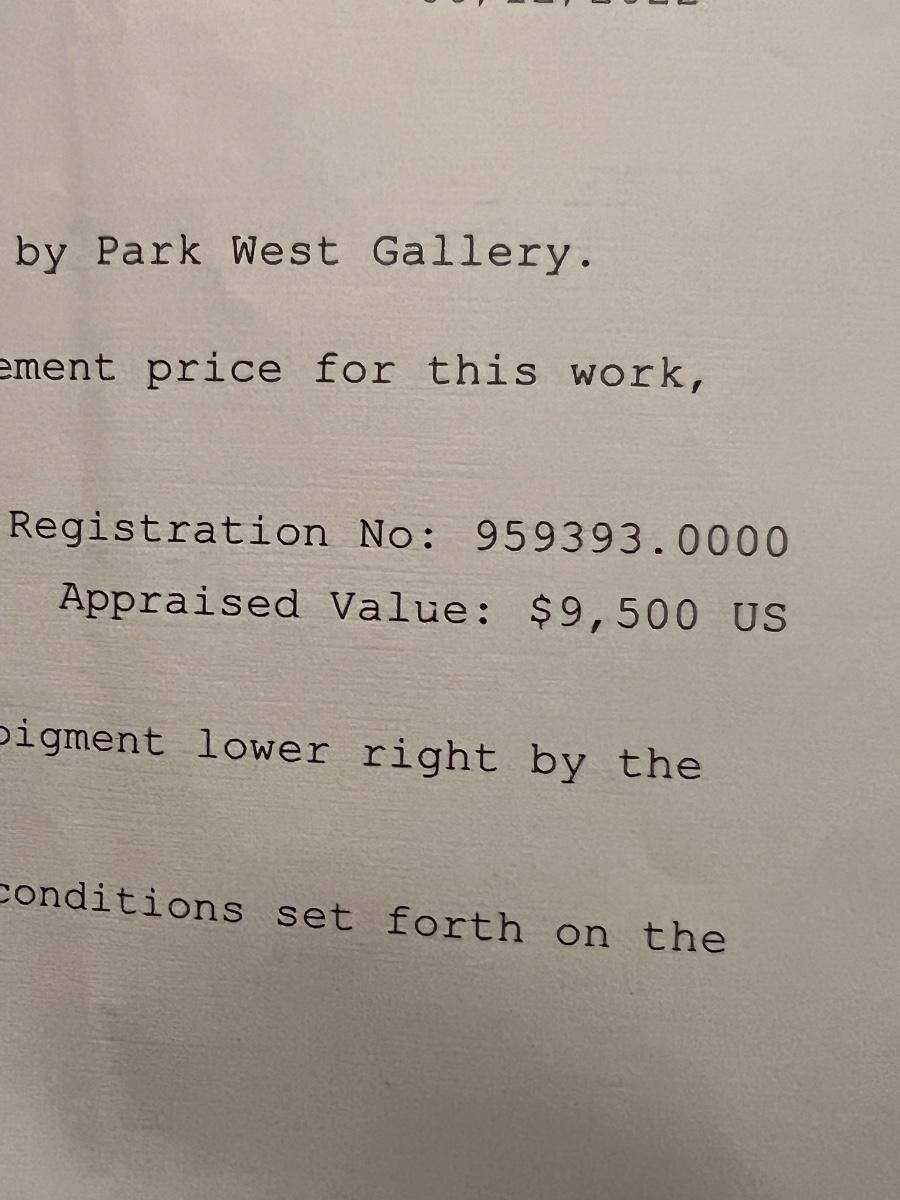 by Park West Gallery.
ement price for this work,
Registration No: 959393.0000
Appraised Value: $9,500 US
pigment lower right by the
conditions set forth on the